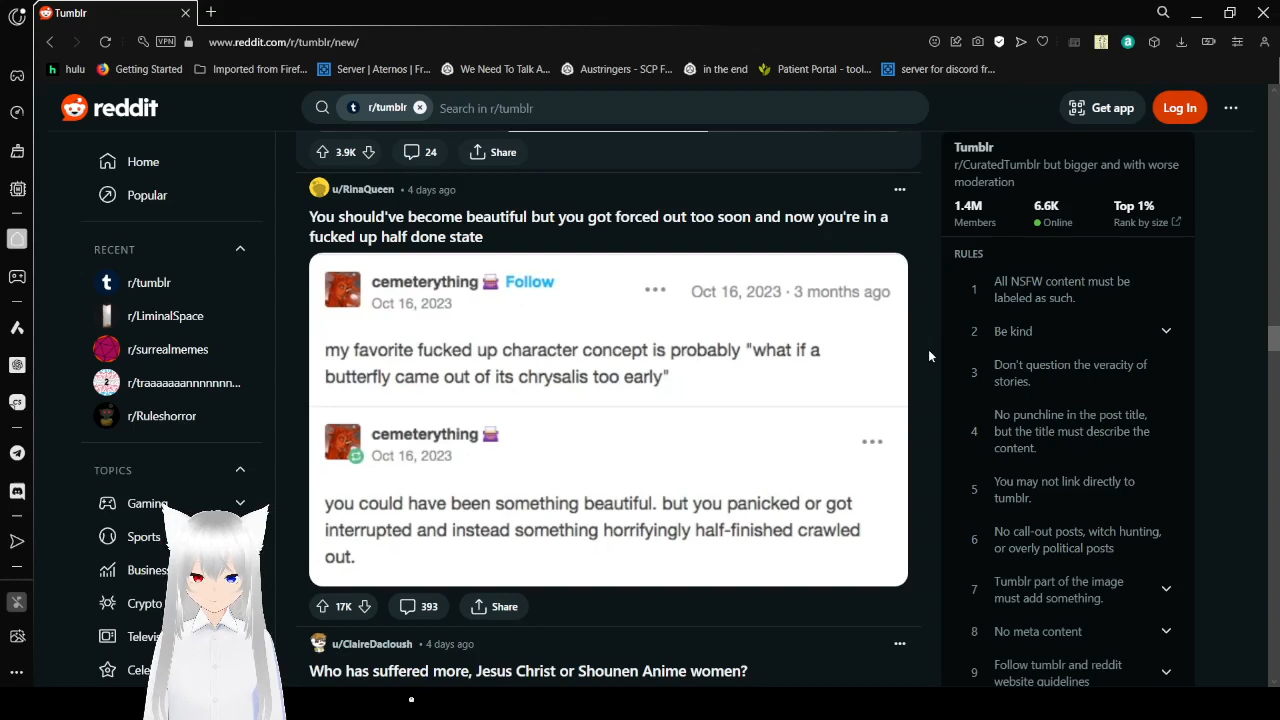 Tumblr
VPN
www.reddit.com/r/tumblr/new/
hulu
Getting Started
Imported from Firef...
Server | Aternos | Fr...
We Need To Talk A...
Austringers - SCP F...
in the end
Patient Portal - tool...
server for discord fr...
reddit
r/tumblr
Search in r/tumblr
Get app
Log In
Home
Popular
RECENT
r/tumblr
r/LiminalSpace
r/surrealmemes
r/traaaaaaannnnnnn...
r/Ruleshorror
TOPICS
Gaming
Sports
Crypto
3.9K
24
Share
u/RinaQueen • 4 days ago
You should've become beautiful but you got forced out too soon and now you're in a
fucked up half done state
cemeterything Follow
Oct 16, 2023
Oct 16, 2023 · 3 months ago
my favorite fucked up character concept is probably "what if a
butterfly came out of its chrysalis too early"
cemeterything
Oct 16, 2023
you could have been something beautiful. but you panicked or got
interrupted and instead something horrifyingly half-finished crawled
out.
17K
393
Share
u/ClaireDacloush • 4 days ago
Who has suffered more, Jesus Christ or Shounen Anime women?
Tumblr
r/CuratedTumblr but bigger and with worse
moderation
1.4M
6.6K
Top 1%
Members
Online
Rank by size
RULES
1 All NSFW content must be
labeled as such.
2 Be kind
3 Don't question the veracity of
stories.
4 No punchline in the post title,
but the title must describe the
content.
5 You may not link directly to
tumblr.
6 No call-out posts, witch hunting,
or overly political posts
7 Tumblr part of the image
must add something.
8 No meta content
9 Follow tumblr and reddit
website guidelines